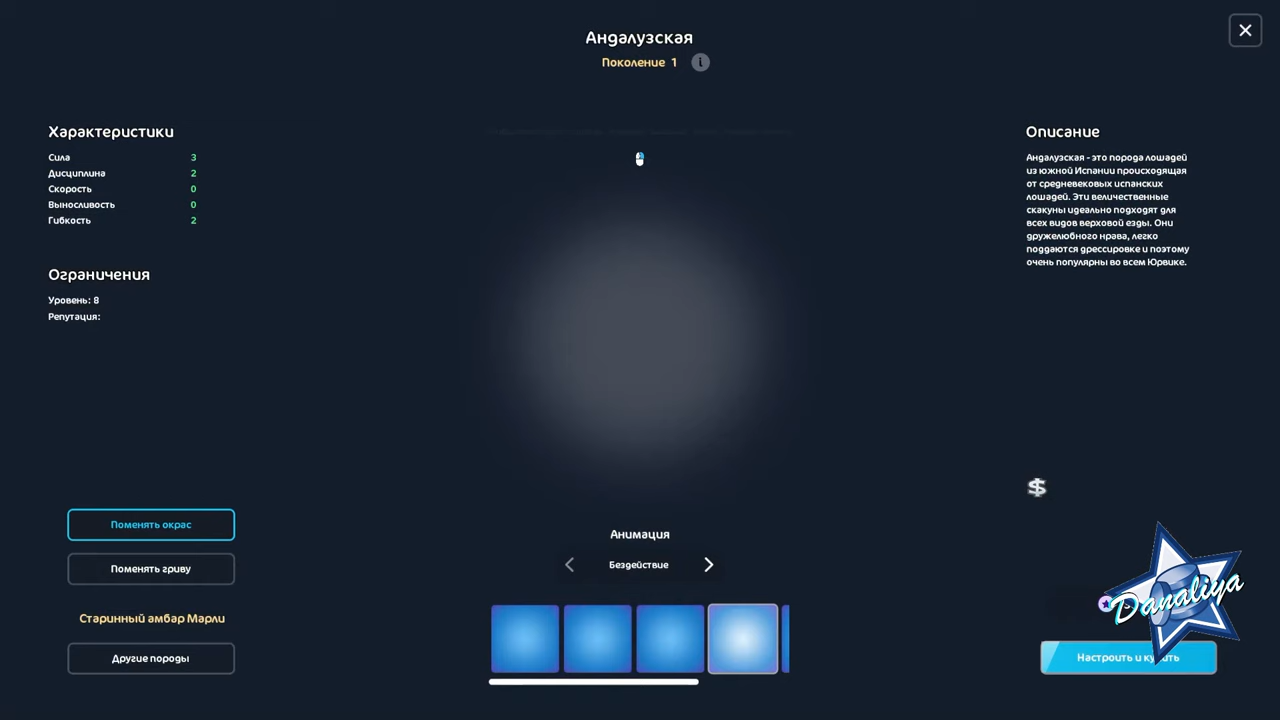 Андалузская
Поколение 1
Характеристики
Сила 3
Дисциплина 2
Скорость 0
Выносливость 0
Гибкость 2
Ограничения
Уровень: 8
Репутация:
Описание
Андалузская - это порода лошадей
из южной Испании происходящая
от средневековых испанских
лошадей. Эти величественные
скакуны идеально подходят для
всех видов верховой езды. Они
дружелюбного нрава, легко
поддаются дрессировке и поэтому
очень популярны во всем Юрвике.
Поменять окрас
Поменять гриву
Старинный амбар Марли
Другие породы
Анимация
Бездействие
$
Danaliya
Настроить и купить